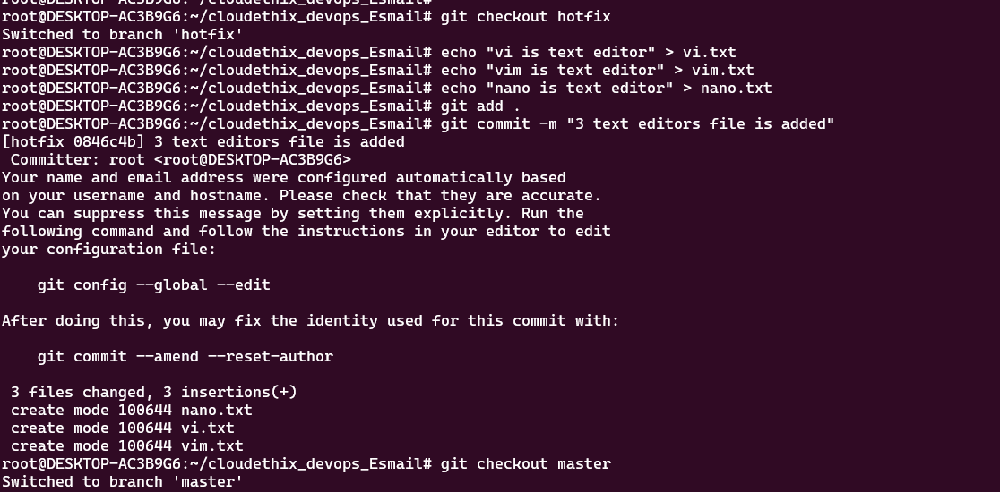 root@DESKTOP-AC3B9G6:~/cloudethix_devops_Esmail#
root@DESKTOP-AC3B9G6:~/cloudethix_devops_Esmail# git checkout hotfix
Switched to branch 'hotfix'
root@DESKTOP-AC3B9G6:~/cloudethix_devops_Esmail# echo "vi is text editor" > vi.txt
root@DESKTOP-AC3B9G6:~/cloudethix_devops_Esmail# echo "vim is text editor" > vim.txt
root@DESKTOP-AC3B9G6:~/cloudethix_devops_Esmail# echo "nano is text editor" > nano.txt
root@DESKTOP-AC3B9G6:~/cloudethix_devops_Esmail# git add .
root@DESKTOP-AC3B9G6:~/cloudethix_devops_Esmail# git commit -m "3 text editors file is added"
[hotfix 0846c4b] 3 text editors file is added
 Committer: root <root@DESKTOP-AC3B9G6>
Your name and email address were configured automatically based
on your username and hostname. Please check that they are accurate.
You can suppress this message by setting them explicitly. Run the
following command and follow the instructions in your editor to edit
your configuration file:

    git config --global --edit

After doing this, you may fix the identity used for this commit with:

    git commit --amend --reset-author

 3 files changed, 3 insertions(+)
 create mode 100644 nano.txt
 create mode 100644 vi.txt
 create mode 100644 vim.txt
root@DESKTOP-AC3B9G6:~/cloudethix_devops_Esmail# git checkout master
Switched to branch 'master'